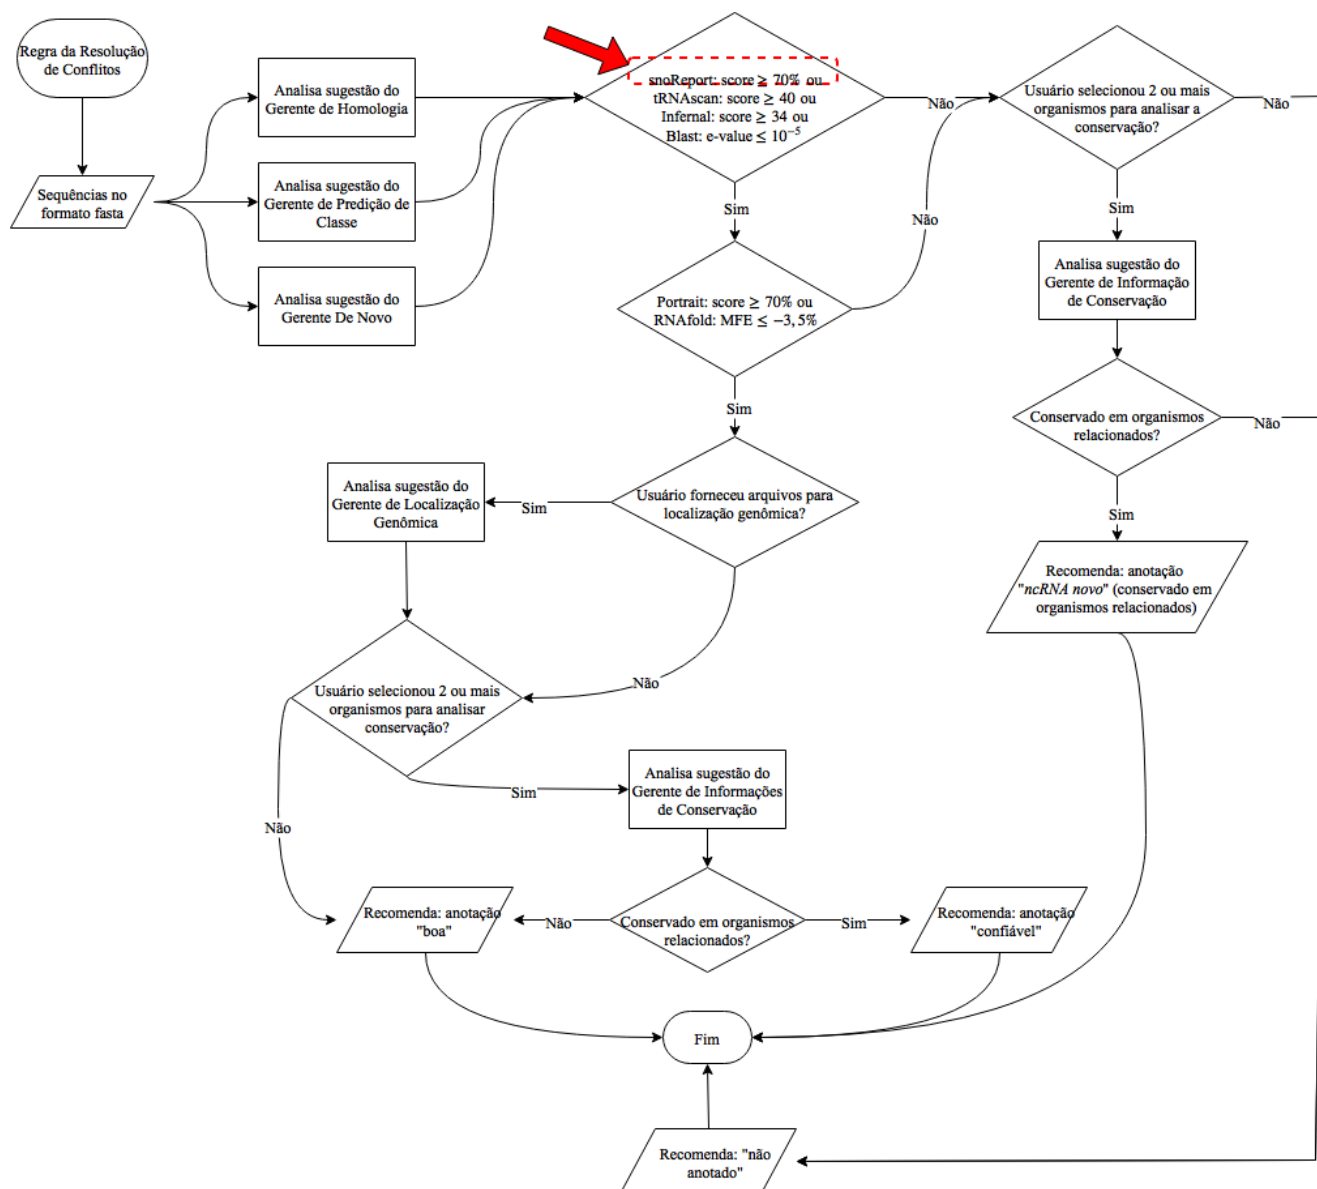 Regra da Resolução
de Conflitos
Sequências no
formato fasta
Analisa sugestão do
Gerente de Homologia
Analisa sugestão do
Gerente de Predição de
Classe
Analisa sugestão do
Gerente De Novo
snoReport: score ≥ 70% ou
tRNAscan: score ≥ 40 ou
Infernal: score ≥ 34 ou
Blast: e-value ≤ 10⁻⁵
Não
Usuário selecionou 2 ou mais
organismos para analisar a
conservação?
Não
Sim
Não
Sim
Portrait: score ≥ 70% ou
RNAfold: MFE ≤ −3,5%
Analisa sugestão do
Gerente de Informação
de Conservação
Sim
Conservado em organismos
relacionados?
Não
Analisa sugestão do
Gerente de Localização
Genômica
Sim
Usuário forneceu arquivos para
localização genômica?
Sim
Recomenda: anotação
"ncRNA novo" (conservado em
organismos relacionados)
Não
Usuário selecionou 2 ou mais
organismos para analisar
conservação?
Sim
Analisa sugestão do
Gerente de Informações
de Conservação
Não
Recomenda: anotação
"boa"
Não
Conservado em organismos
relacionados?
Sim
Recomenda: anotação
"confiável"
Fim
Recomenda: "não
anotado"